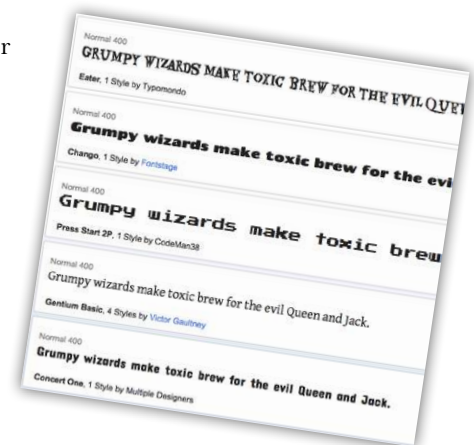 r
Normal 400
GRUMPY WIZARDS MAKE TOXIC BREW FOR THE EVIL QUE
Eater, 1 Style by Typomondo
Normal 400
Grumpy wizards make toxic brew for the evi
Chango, 1 Style by Fontstage
Normal 400
Grumpy wizards make toxic brew
Press Start 2P, 1 Style by CodeMan38
Normal 400
Grumpy wizards make toxic brew for the evil Queen and Jack.
Gentium Basic, 4 Styles by Victor Gaultney
Normal 400
Grumpy wizards make toxic brew for the evil Queen and Jack.
Concert One, 1 Style by Multiple Designers